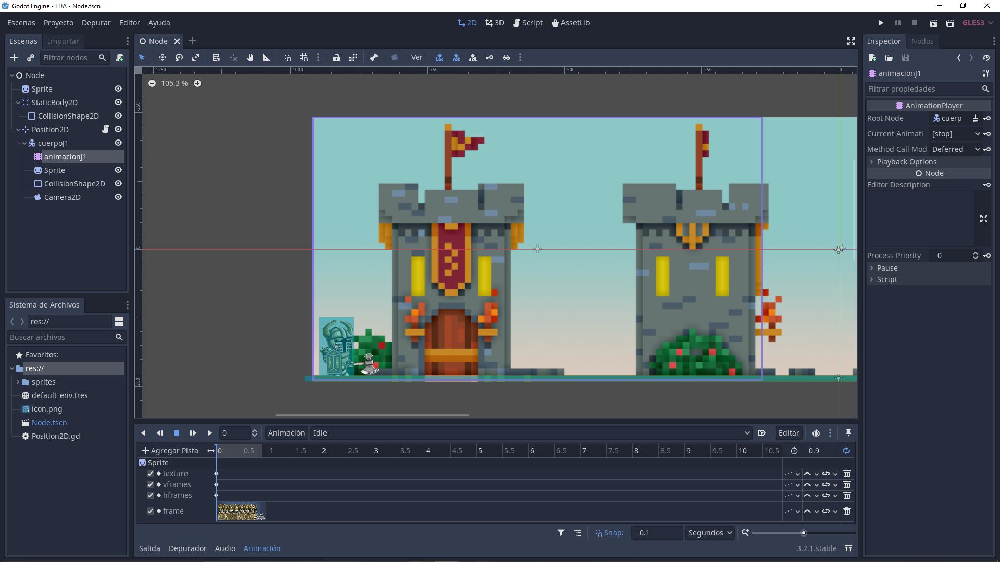 Godot Engine - EDA - Node.tscn
Escenas Proyecto Depurar Editor Ayuda
2D 3D Script AssetLib
GLES3
Escenas Importar
Filtrar nodos
Node
Sprite
StaticBody2D
CollisionShape2D
Position2D
cuerpoJ1
animacionJ1
Sprite
CollisionShape2D
Camera2D
Sistema de Archivos
res://
Buscar archivos
Favoritos:
res://
sprites
default_env.tres
icon.png
Node.tscn
Position2D.gd
Node
Ver
-1250 -1000 -750 -500 -250 0
-250
0
250
105.3 %
0 Animación Idle Editar
Agregar Pista 0 0.5 1 1.5 2 2.5 3 3.5 4 4.5 5 5.5 6 6.5 7 7.5 8 8.5 9 9.5 10 10.5 0.9
Sprite
texture
vframes
hframes
frame
Snap: 0.1 Segundos
Salida Depurador Audio Animación
3.2.1.stable
Inspector Nodos
animacionJ1
Filtrar propiedades
AnimationPlayer
Root Node cuerp
Current Animati [stop]
Method Call Mod Deferred
Playback Options
Node
Editor Description
Process Priority 0
Pause
Script